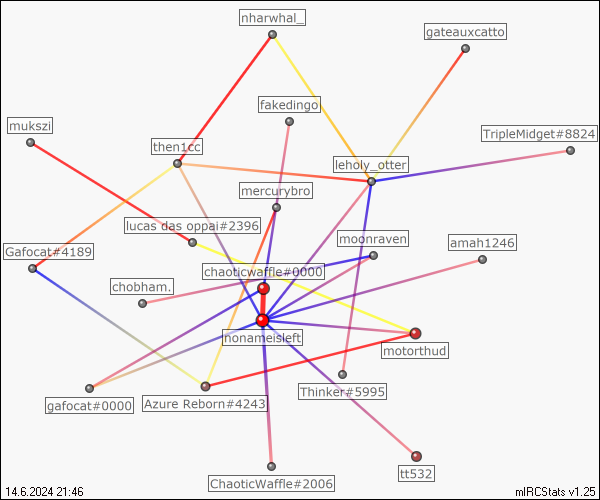 nharwhal_
gateauxcatto
fakedingo
mukszi
TripleMidget#8824
then1cc
leholy_otter
mercurybro
lucas das oppai#2396
moonraven
amah1246
Gafocat#4189
chaoticwaffle#0000
chobham.
nonameisleft
motorthud
Thinker#5995
gafocat#0000
Azure Reborn#4243
tt532
ChaoticWaffle#2006
14.6.2024 21:46
mIRCStats v1.25